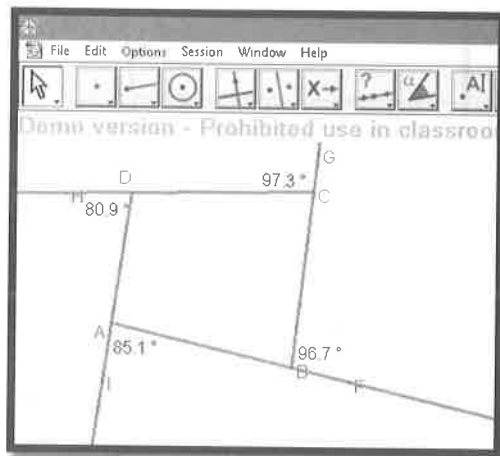 File Edit Options Session Window Help
? α A
X
Demo version - Prohibited use in classroo
G
D 97.3°
H C
80.9°
A
85.1° 96.7°
B
I F